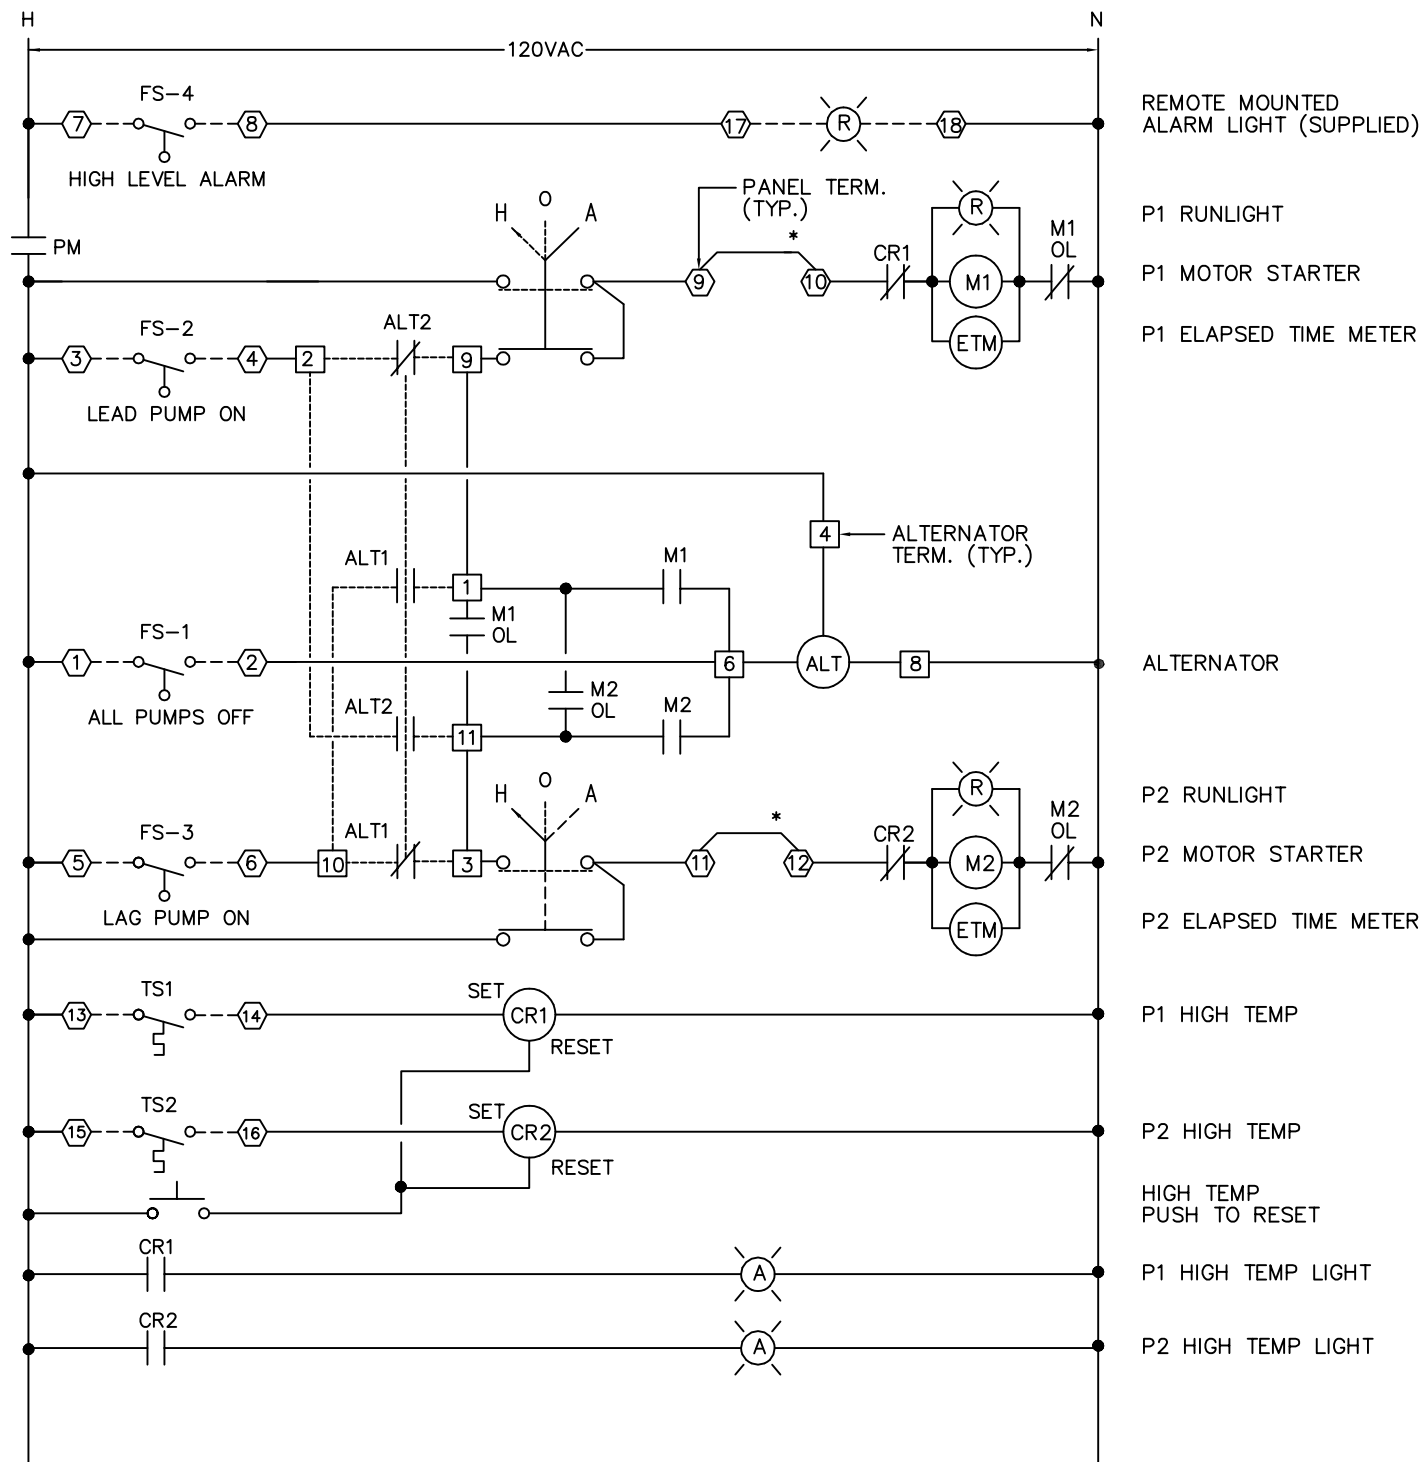 H N
120VAC
FS-4
7 8 17 R 18
REMOTE MOUNTED
ALARM LIGHT (SUPPLIED)
HIGH LEVEL ALARM
PANEL TERM.
(TYP.)
H O A
*
R
P1 RUNLIGHT
PM
CR1
M1
OL
9 10 M1
P1 MOTOR STARTER
FS-2
ALT2
3 4 2 9
ETM
P1 ELAPSED TIME METER
LEAD PUMP ON
4
ALTERNATOR
TERM. (TYP.)
ALT1
1
M1
M1
OL
FS-1
1 2 6 ALT 8
ALTERNATOR
ALL PUMPS OFF
M2
OL
ALT2
11
M2
H O A
*
R
P2 RUNLIGHT
FS-3
ALT1
CR2
M2
OL
5 6 10 3 11 12 M2
P2 MOTOR STARTER
LAG PUMP ON
ETM
P2 ELAPSED TIME METER
TS1
SET
13 14 CR1
P1 HIGH TEMP
RESET
TS2
SET
15 16 CR2
P2 HIGH TEMP
RESET
HIGH TEMP
PUSH TO RESET
CR1
A
P1 HIGH TEMP LIGHT
CR2
A
P2 HIGH TEMP LIGHT